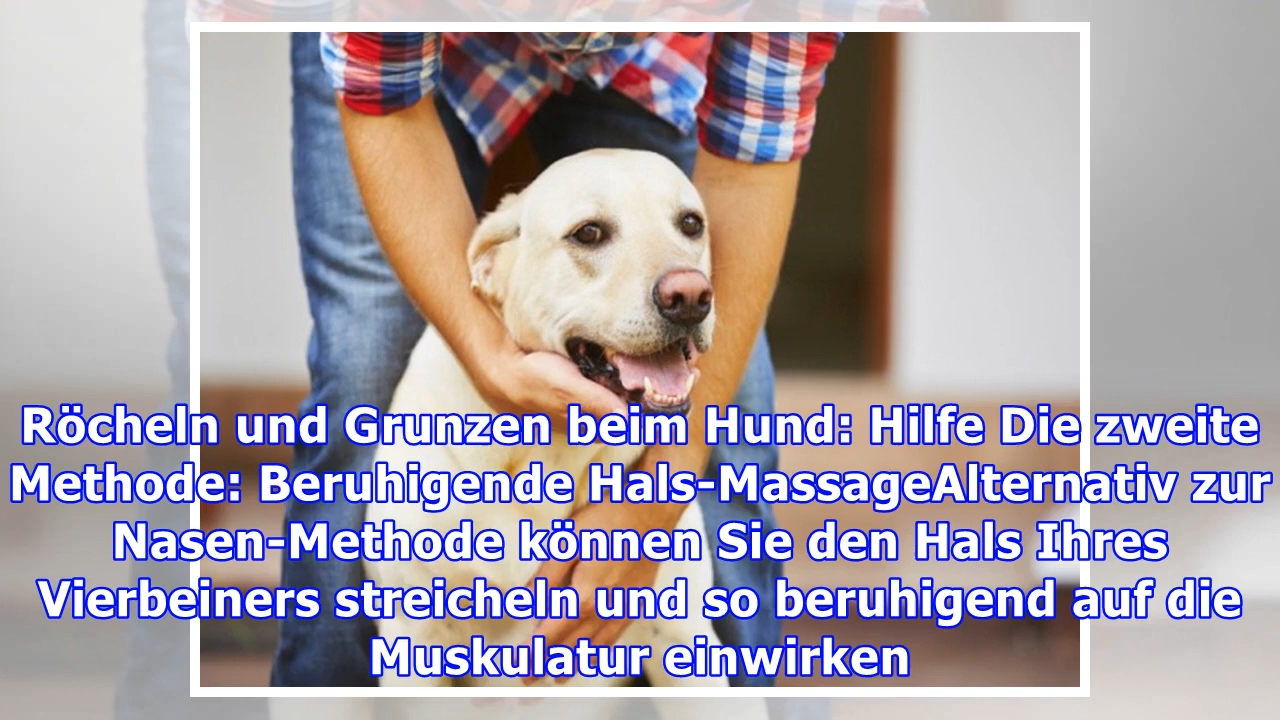 Röcheln und Grunzen beim Hund: Hilfe Die zweite
Methode: Beruhigende Hals-MassageAlternativ zur
Nasen-Methode können Sie den Hals Ihres
Vierbeiners streicheln und so beruhigend auf die
Muskulatur einwirken